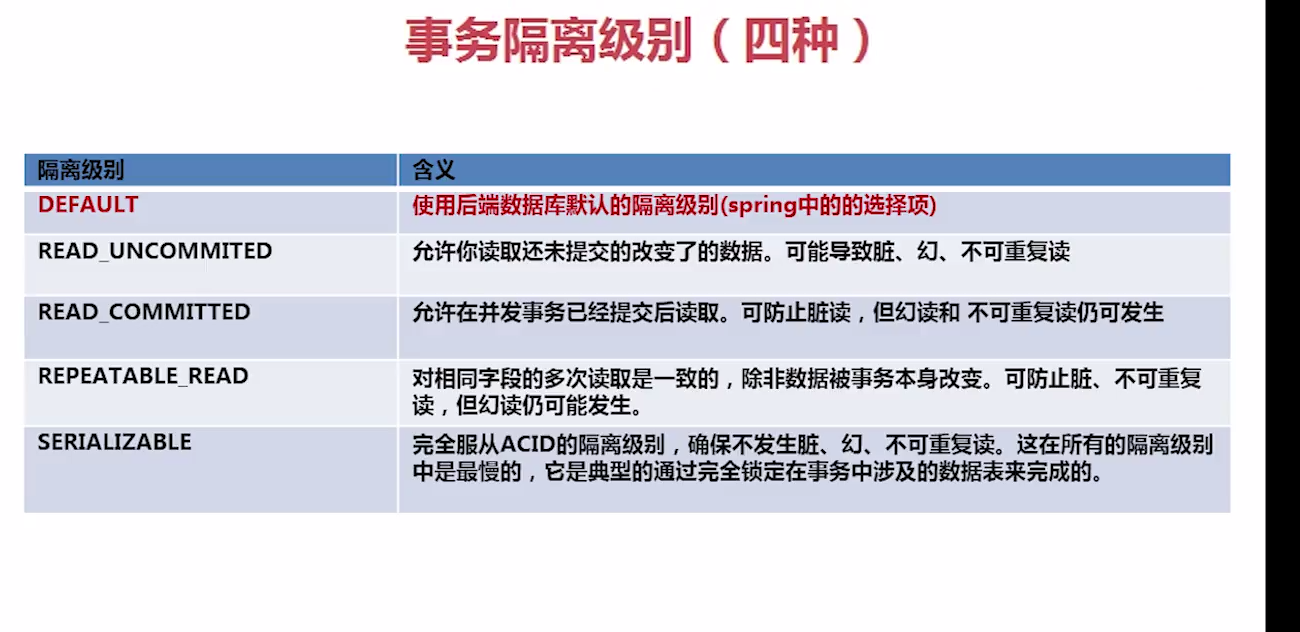 事务隔离级别（四种）
隔离级别 含义
DEFAULT 使用后端数据库默认的隔离级别(spring中的的选择项)
READ_UNCOMMITED 允许你读取还未提交的改变了的数据。可能导致脏、幻、不可重复读
READ_COMMITTED 允许在并发事务已经提交后读取。可防止脏读，但幻读和 不可重复读仍可发生
REPEATABLE_READ 对相同字段的多次读取是一致的，除非数据被事务本身改变。可防止脏、不可重复
读，但幻读仍可能发生。
SERIALIZABLE 完全服从ACID的隔离级别，确保不发生脏、幻、不可重复读。这在所有的隔离级别
中是最慢的，它是典型的通过完全锁定在事务中涉及的数据表来完成的。